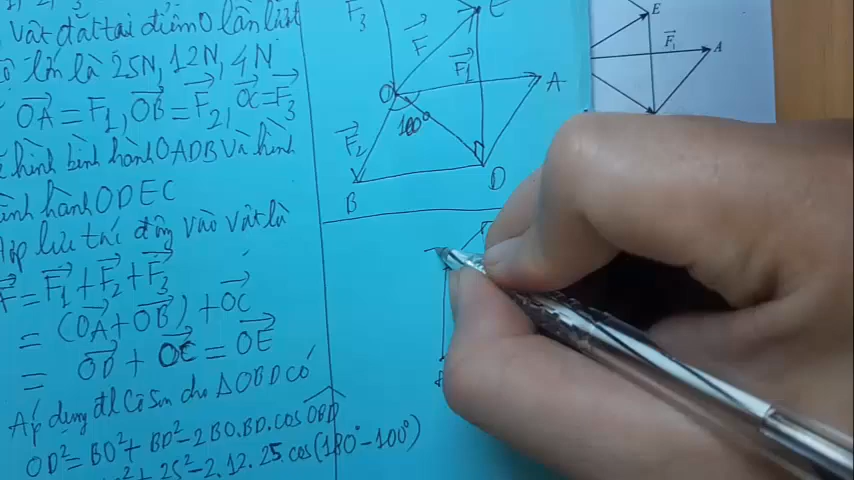 vật đặt tại điểm O lần lượt
lớn là 25N, 12N, 4N
OA = F1, OB = F2, OC = F3
hình bình hành OADB và hình
hành ODEC
lực tác động vào vật là
F = F1 + F2 + F3
= (OA + OB) + OC
= OD + OC = OE
Áp dụng đl Cô sin cho ΔOBD có
OD² = BO² + BD² - 2BO.BD.cos OBD
+ 25² - 2.12.25.cos(180° - 100°)
F3
E
F
F1
A
O
100°
F2
B
D
E
F1
A